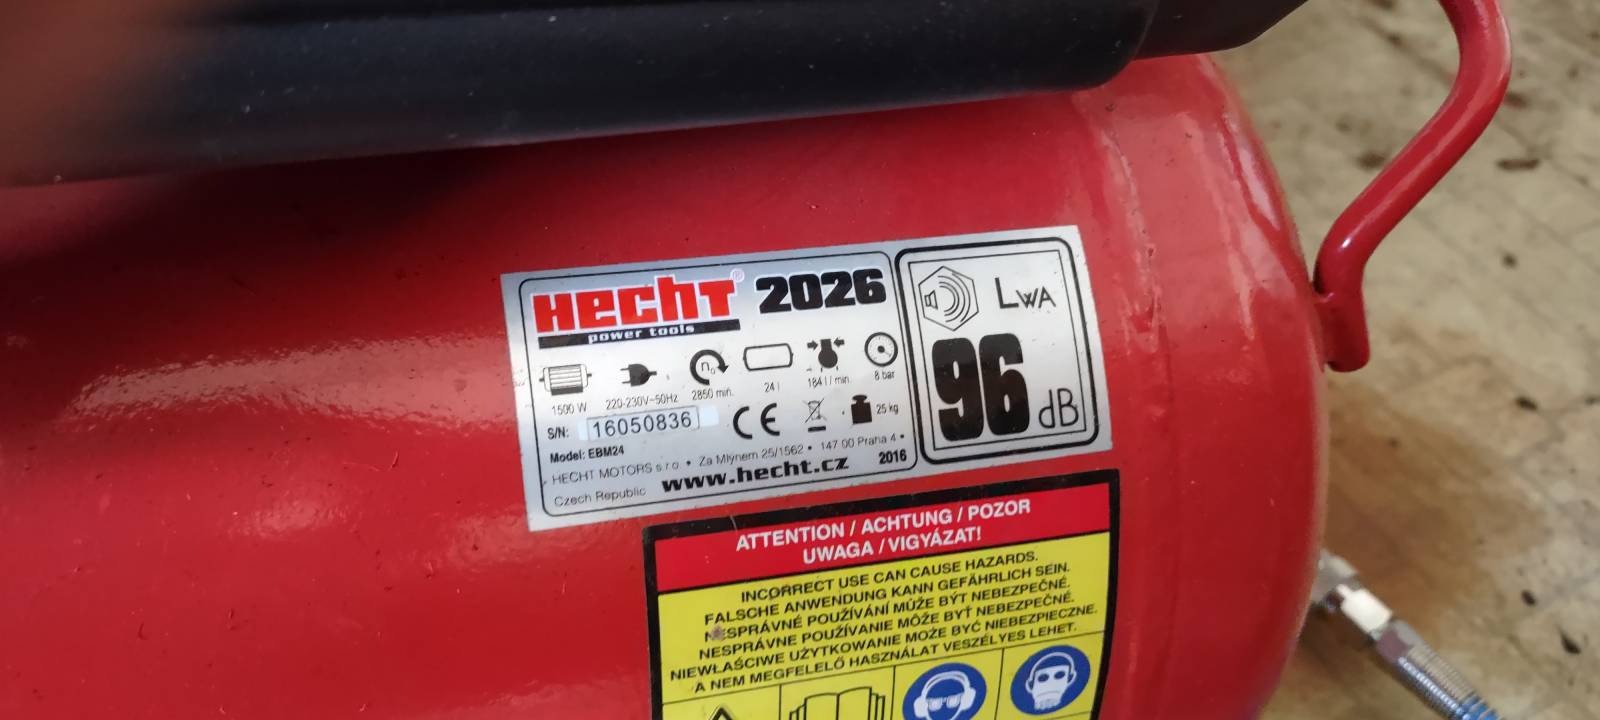 HECHT® 2026
power tools
1500 W 220-230V~50Hz 2850 min. 24 l 184 l / min. 8 bar
n₀
S/N: 16050836 CE 25 kg
Model: EBM24
HECHT MOTORS s.r.o. • Za Mlýnem 25/1562 • 147 00 Praha 4 •
Czech Republic www.hecht.cz 2016
LWA
96 dB
ATTENTION / ACHTUNG / POZOR
UWAGA / VIGYÁZAT!
INCORRECT USE CAN CAUSE HAZARDS.
FALSCHE ANWENDUNG KANN GEFÄHRLICH SEIN.
NESPRÁVNÉ POUŽÍVÁNÍ MŮŽE BÝT NEBEZPEČNÉ.
NESPRÁVNE POUŽÍVANIE MÔŽE BYŤ NEBEZPEČNÉ.
NIEWŁAŚCIWE UŻYTKOWANIE MOŻE BYĆ NIEBEZPIECZNE.
A NEM MEGFELELŐ HASZNÁLAT VESZÉLYES LEHET.